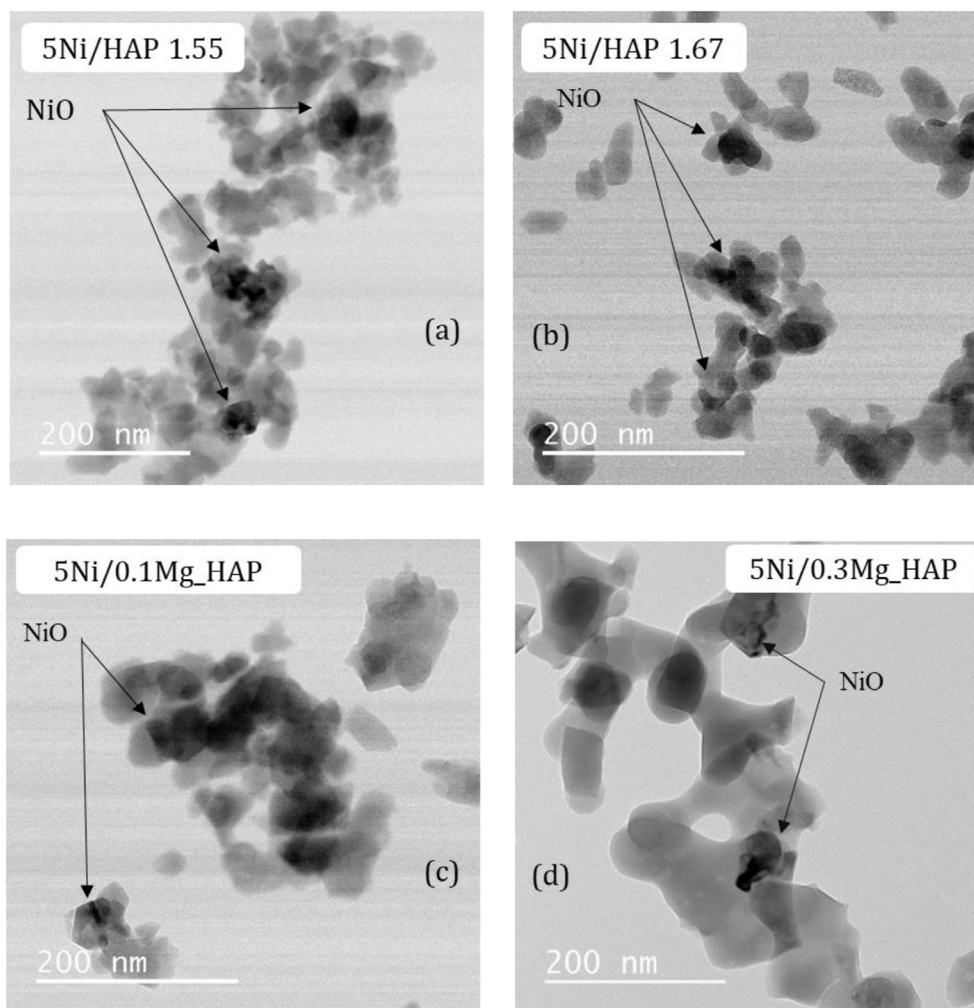 5Ni/HAP 1.55
NiO
(a)
200 nm
5Ni/HAP 1.67
NiO
(b)
200 nm
5Ni/0.1Mg_HAP
NiO
(c)
200 nm
5Ni/0.3Mg_HAP
NiO
(d)
200 nm